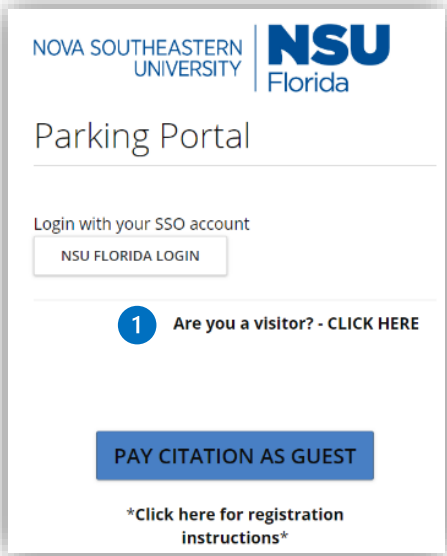 NOVA SOUTHEASTERN
UNIVERSITY
NSU
Florida
Parking Portal
Login with your SSO account
NSU FLORIDA LOGIN
1 Are you a visitor? - CLICK HERE
PAY CITATION AS GUEST
*Click here for registration
instructions*